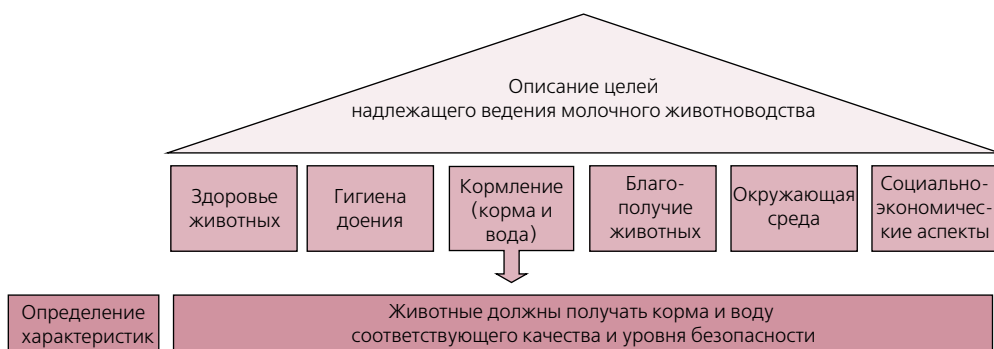 Описание целей
надлежащего ведения молочного животноводства
Здоровье
животных
Гигиена
доения
Кормление
(корма и
вода)
Благо-
получие
животных
Окружающая
среда
Социально-
экономичес-
кие аспекты
Определение
характеристик
Животные должны получать корма и воду
соответствующего качества и уровня безопасности